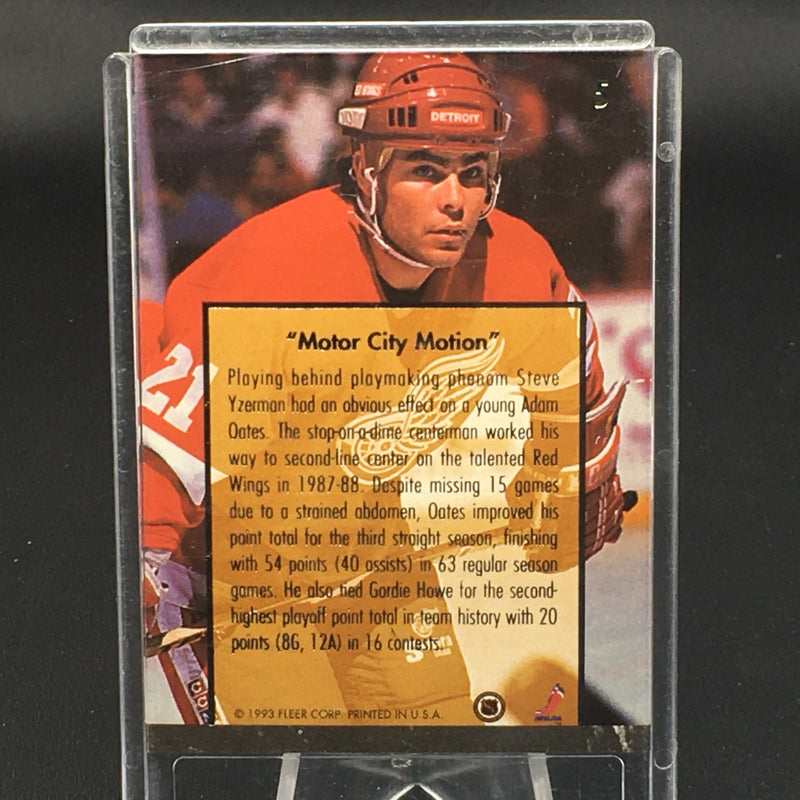 5
DETROIT
21
"Motor City Motion"
Playing behind playmaking phenom Steve
Yzerman had an obvious effect on a young Adam
Oates. The stop-on-a-dime centerman worked his
way to second-line center on the talented Red
Wings in 1987-88. Despite missing 15 games
due to a strained abdomen, Oates improved his
point total for the third straight season, finishing
with 54 points (40 assists) in 63 regular season
games. He also tied Gordie Howe for the second-
highest playoff point total in team history with 20
points (8G, 12A) in 16 contests.
© 1993 FLEER CORP. PRINTED IN U.S.A.